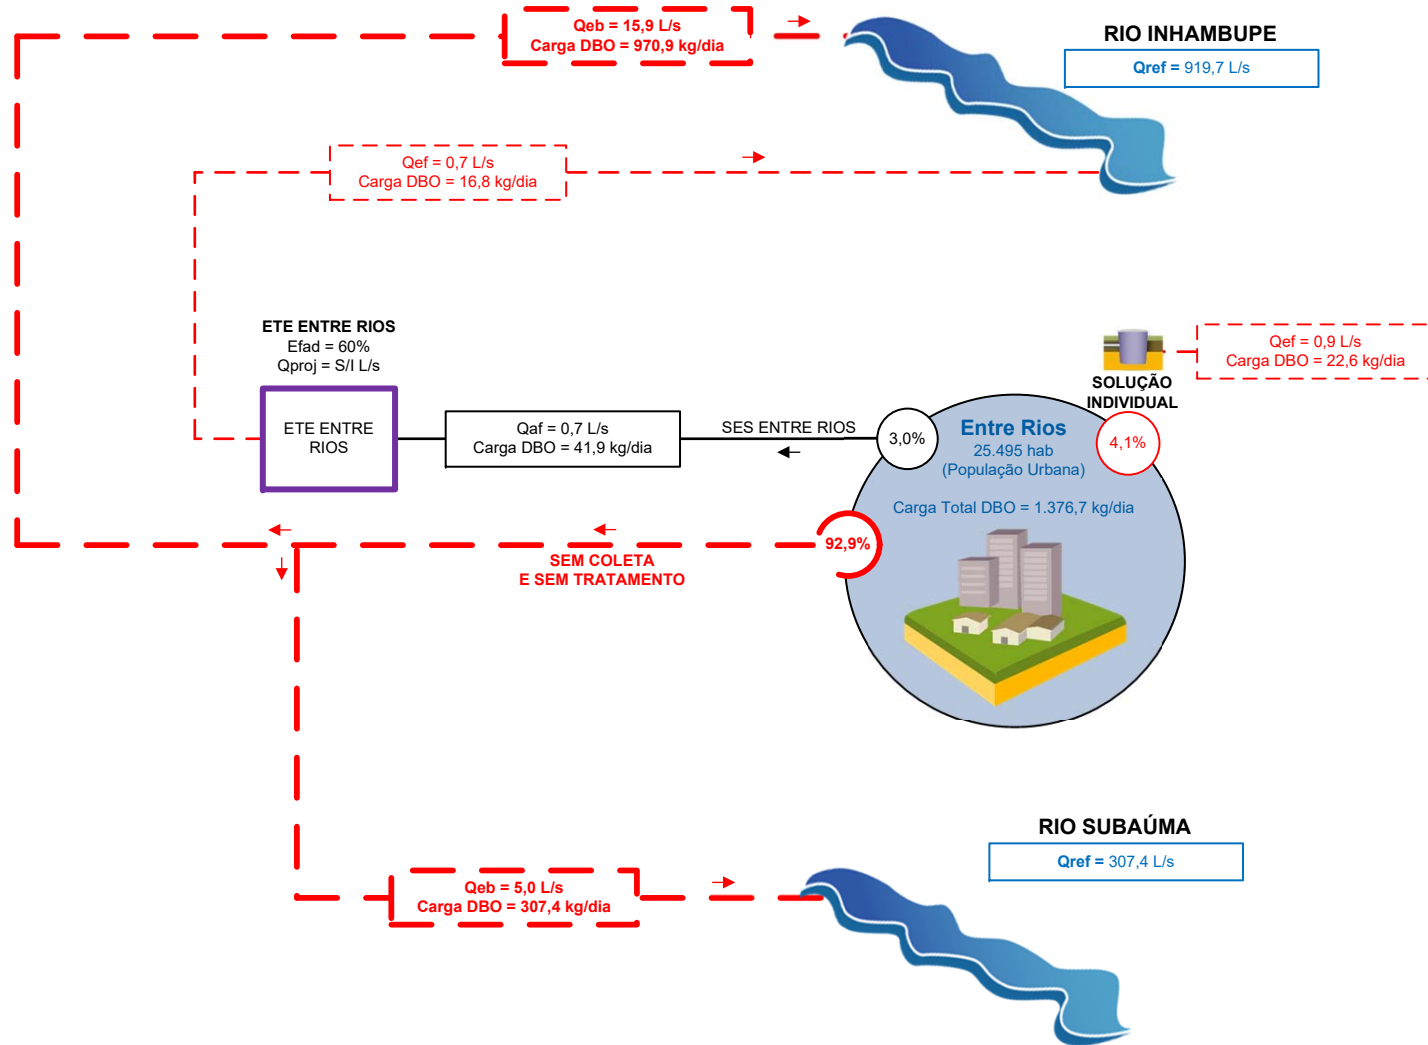 Qeb = 15,9 L/s
Carga DBO = 970,9 kg/dia
RIO INHAMBUPE
Qref = 919,7 L/s
Qef = 0,7 L/s
Carga DBO = 16,8 kg/dia
ETE ENTRE RIOS
Efad = 60%
Qproj = S/I L/s
ETE ENTRE
RIOS
Qaf = 0,7 L/s
Carga DBO = 41,9 kg/dia
SES ENTRE RIOS
3,0%
Entre Rios
25.495 hab
(População Urbana)
Carga Total DBO = 1.376,7 kg/dia
4,1%
SOLUÇÃO
INDIVIDUAL
Qef = 0,9 L/s
Carga DBO = 22,6 kg/dia
92,9%
SEM COLETA
E SEM TRATAMENTO
RIO SUBAÚMA
Qref = 307,4 L/s
Qeb = 5,0 L/s
Carga DBO = 307,4 kg/dia